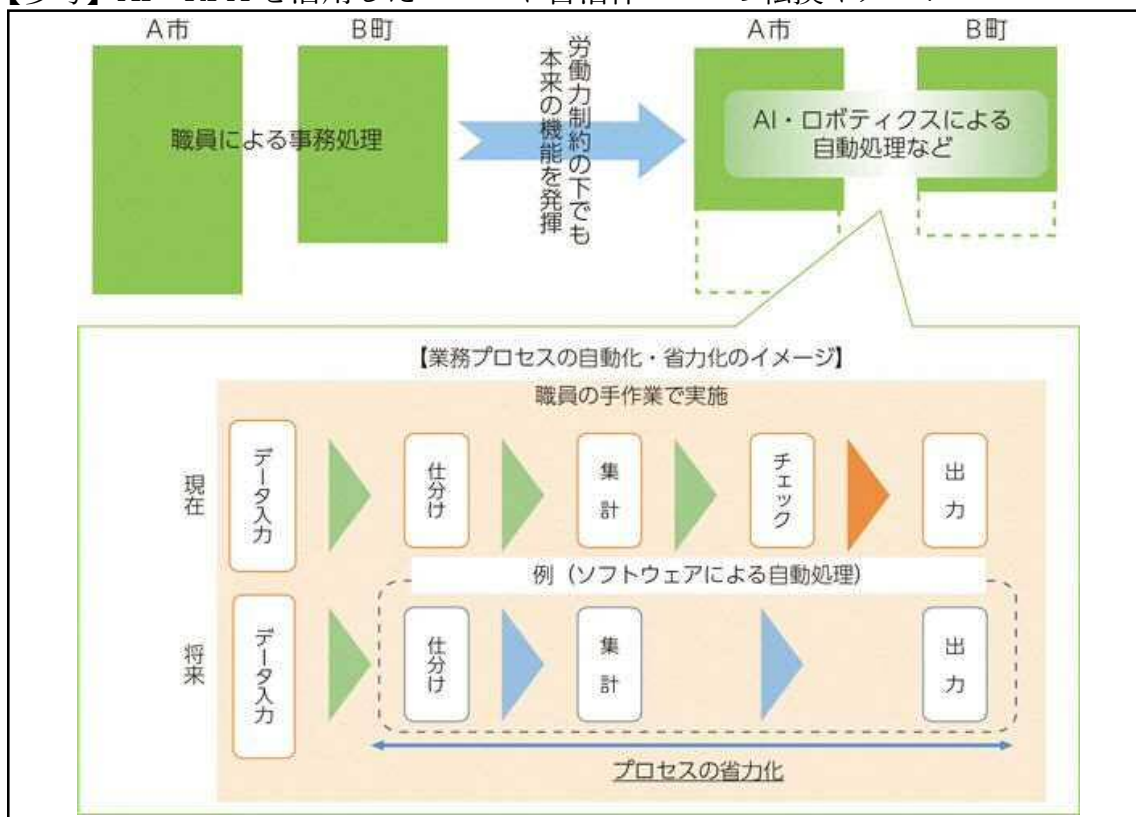 A市
B町
職員による事務処理
労働力制約の下でも
本来の機能を発揮
A市
B町
AI・ロボティクスによる
自動処理など
【業務プロセスの自動化・省力化のイメージ】
職員の手作業で実施
現在
データ入力
仕分け
集計
チェック
出力
例（ソフトウェアによる自動処理）
将来
データ入力
仕分け
集計
出力
プロセスの省力化